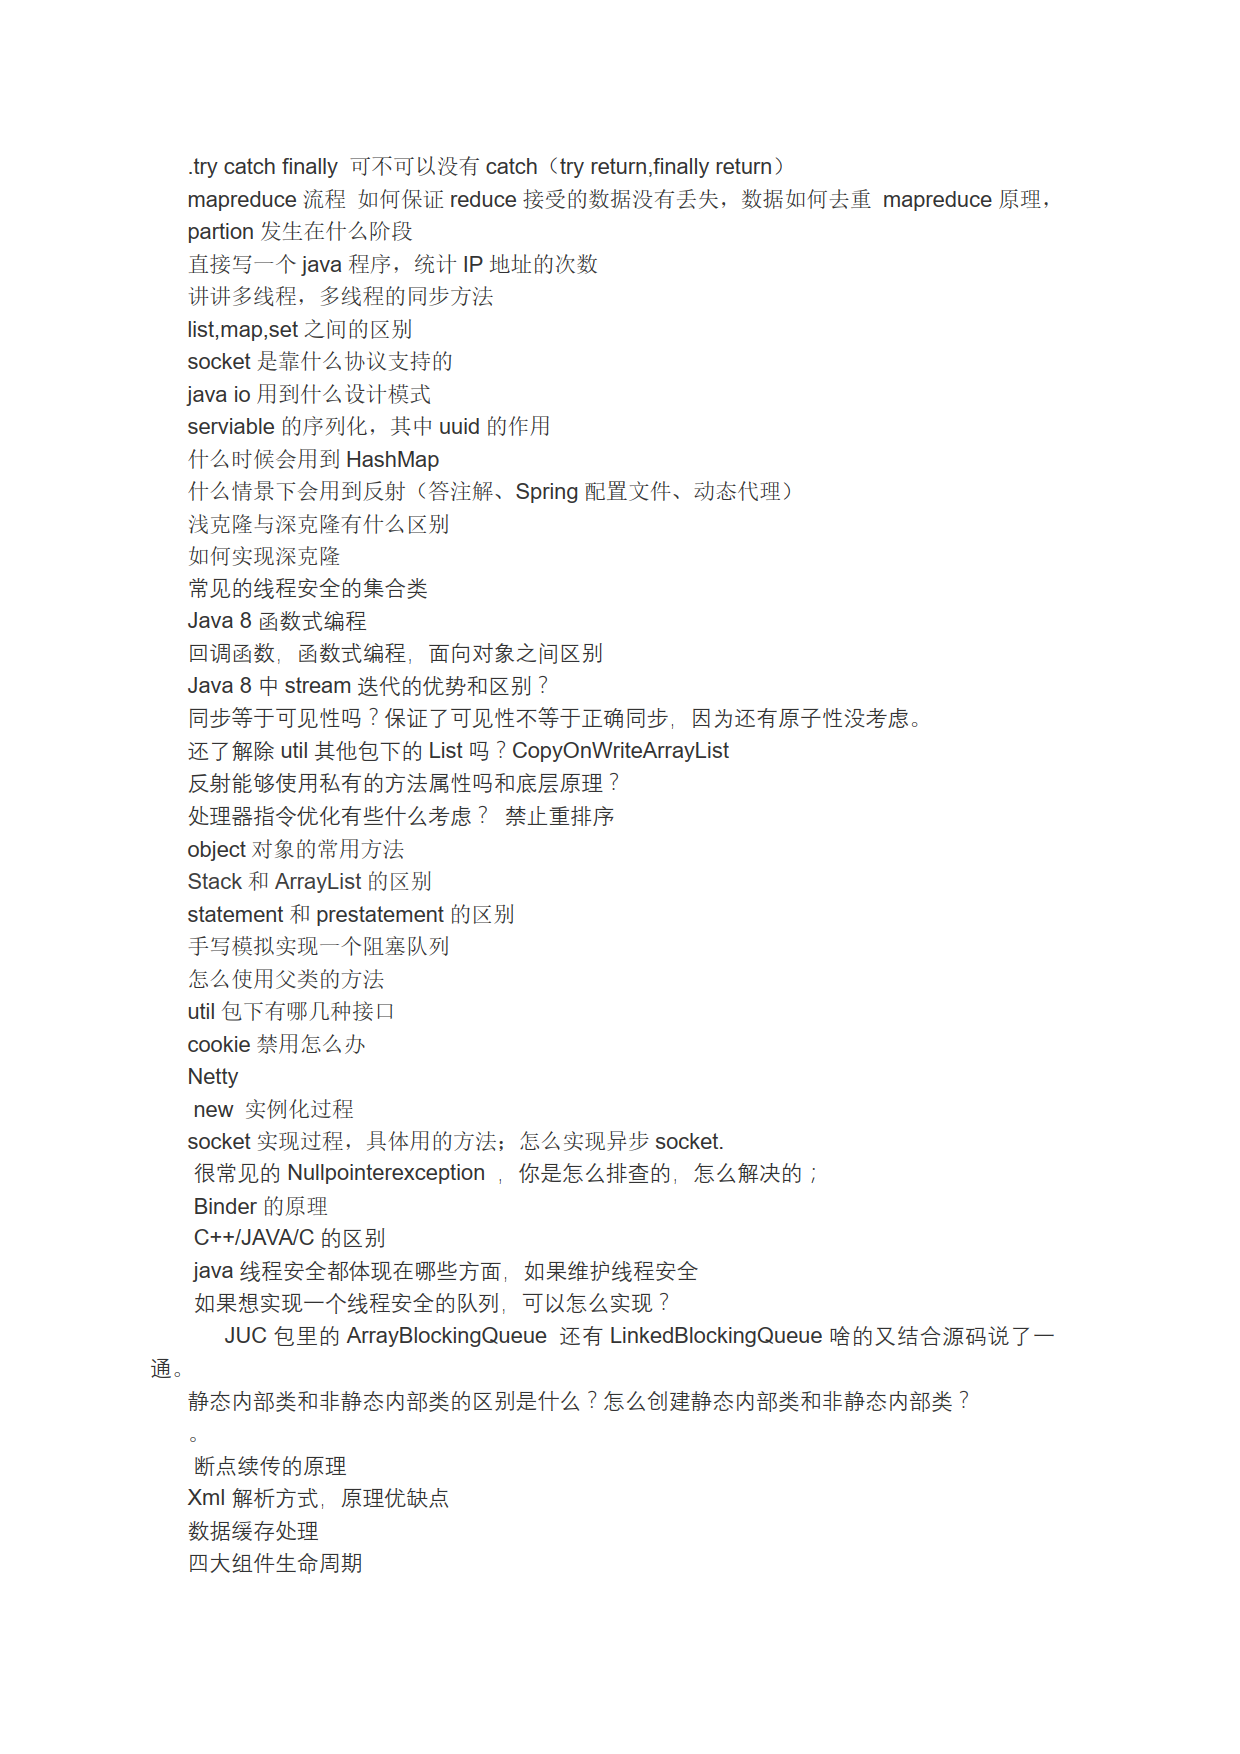 .try catch finally 可不可以没有 catch（try return,finally return）
mapreduce 流程 如何保证 reduce 接受的数据没有丢失，数据如何去重 mapreduce 原理，
partion 发生在什么阶段
直接写一个 java 程序，统计 IP 地址的次数
讲讲多线程，多线程的同步方法
list,map,set 之间的区别
socket 是靠什么协议支持的
java io 用到什么设计模式
serviable 的序列化，其中 uuid 的作用
什么时候会用到 HashMap
什么情景下会用到反射（答注解、Spring 配置文件、动态代理）
浅克隆与深克隆有什么区别
如何实现深克隆
常见的线程安全的集合类
Java 8 函数式编程
回调函数，函数式编程，面向对象之间区别
Java 8 中 stream 迭代的优势和区别？
同步等于可见性吗？保证了可见性不等于正确同步，因为还有原子性没考虑。
还了解除 util 其他包下的 List 吗？CopyOnWriteArrayList
反射能够使用私有的方法属性吗和底层原理？
处理器指令优化有些什么考虑？ 禁止重排序
object 对象的常用方法
Stack 和 ArrayList 的区别
statement 和 prestatement 的区别
手写模拟实现一个阻塞队列
怎么使用父类的方法
util 包下有哪几种接口
cookie 禁用怎么办
Netty
new 实例化过程
socket 实现过程，具体用的方法；怎么实现异步 socket.
很常见的 Nullpointerexception ，你是怎么排查的，怎么解决的；
Binder 的原理
C++/JAVA/C 的区别
java 线程安全都体现在哪些方面，如果维护线程安全
如果想实现一个线程安全的队列，可以怎么实现？
JUC 包里的 ArrayBlockingQueue 还有 LinkedBlockingQueue 啥的又结合源码说了一
通。
静态内部类和非静态内部类的区别是什么？怎么创建静态内部类和非静态内部类？
。
断点续传的原理
Xml 解析方式，原理优缺点
数据缓存处理
四大组件生命周期